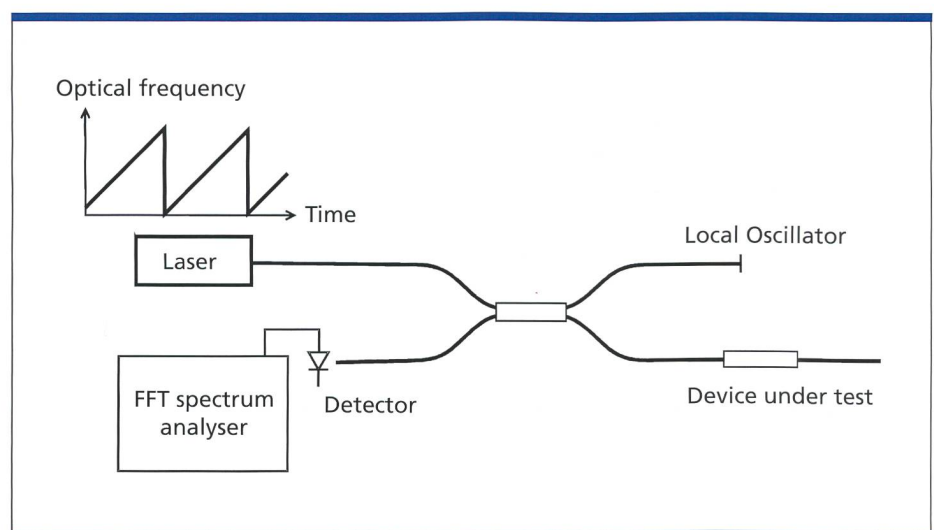 Optical frequency
Time
Laser
Local Oscillator
FFT spectrum
analyser
Detector
Device under test